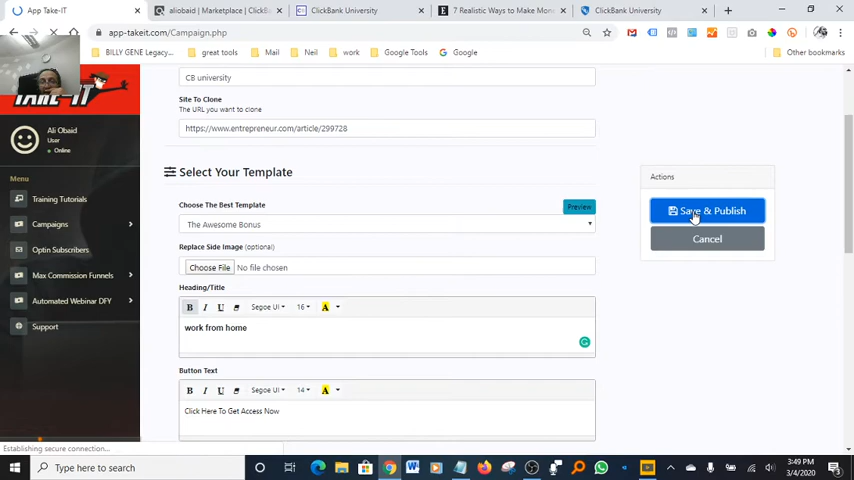 App Take-IT
aliobaid | Marketplace | ClickB
ClickBank University
7 Realistic Ways to Make Mone
ClickBank University
app-takeit.com/Campaign.php
BILLY GENE Legacy...
great tools
Mail
Neil
work
Google Tools
Google
Other bookmarks
TAKE-IT
Ali Obaid
User
Online
Menu
Training Tutorials
Campaigns
Optin Subscribers
Max Commission Funnels
Automated Webinar DFY
Support
CB university
Site To Clone
The URL you want to clone
https://www.entrepreneur.com/article/299728
Select Your Template
Choose The Best Template
Preview
The Awesome Bonus
Replace Side Image (optional)
Choose File No file chosen
Heading/Title
B I U Segoe UI 16 A
work from home
Button Text
B I U Segoe UI 14 A
Click Here To Get Access Now
Actions
Save & Publish
Cancel
Establishing secure connection...
Type here to search
3:49 PM
3/4/2020